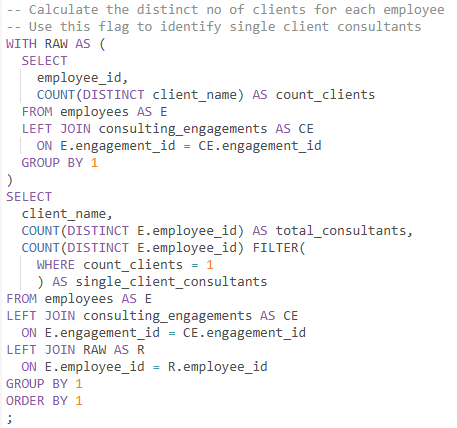 -- Calculate the distinct no of clients for each employee
-- Use this flag to identify single client consultants
WITH RAW AS (
  SELECT
    employee_id,
    COUNT(DISTINCT client_name) AS count_clients
  FROM employees AS E
  LEFT JOIN consulting_engagements AS CE
    ON E.engagement_id = CE.engagement_id
  GROUP BY 1
)
SELECT
  client_name,
  COUNT(DISTINCT E.employee_id) AS total_consultants,
  COUNT(DISTINCT E.employee_id) FILTER(
    WHERE count_clients = 1
    ) AS single_client_consultants
FROM employees AS E
LEFT JOIN consulting_engagements AS CE
  ON E.engagement_id = CE.engagement_id
LEFT JOIN RAW AS R
  ON E.employee_id = R.employee_id
GROUP BY 1
ORDER BY 1
;